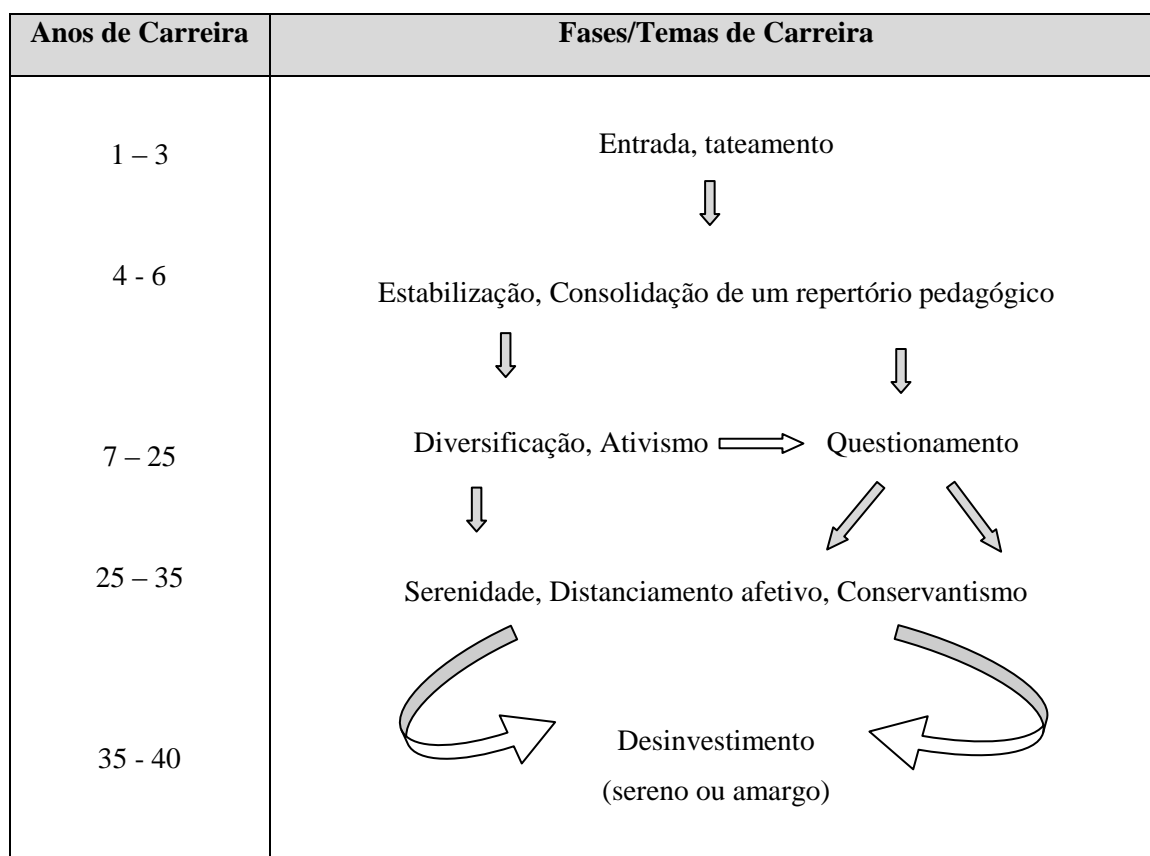 Anos de Carreira
Fases/Temas de Carreira
1 – 3
Entrada, tateamento
4 - 6
Estabilização, Consolidação de um repertório pedagógico
7 – 25
Diversificação, Ativismo
Questionamento
25 – 35
Serenidade, Distanciamento afetivo, Conservantismo
35 - 40
Desinvestimento
(sereno ou amargo)